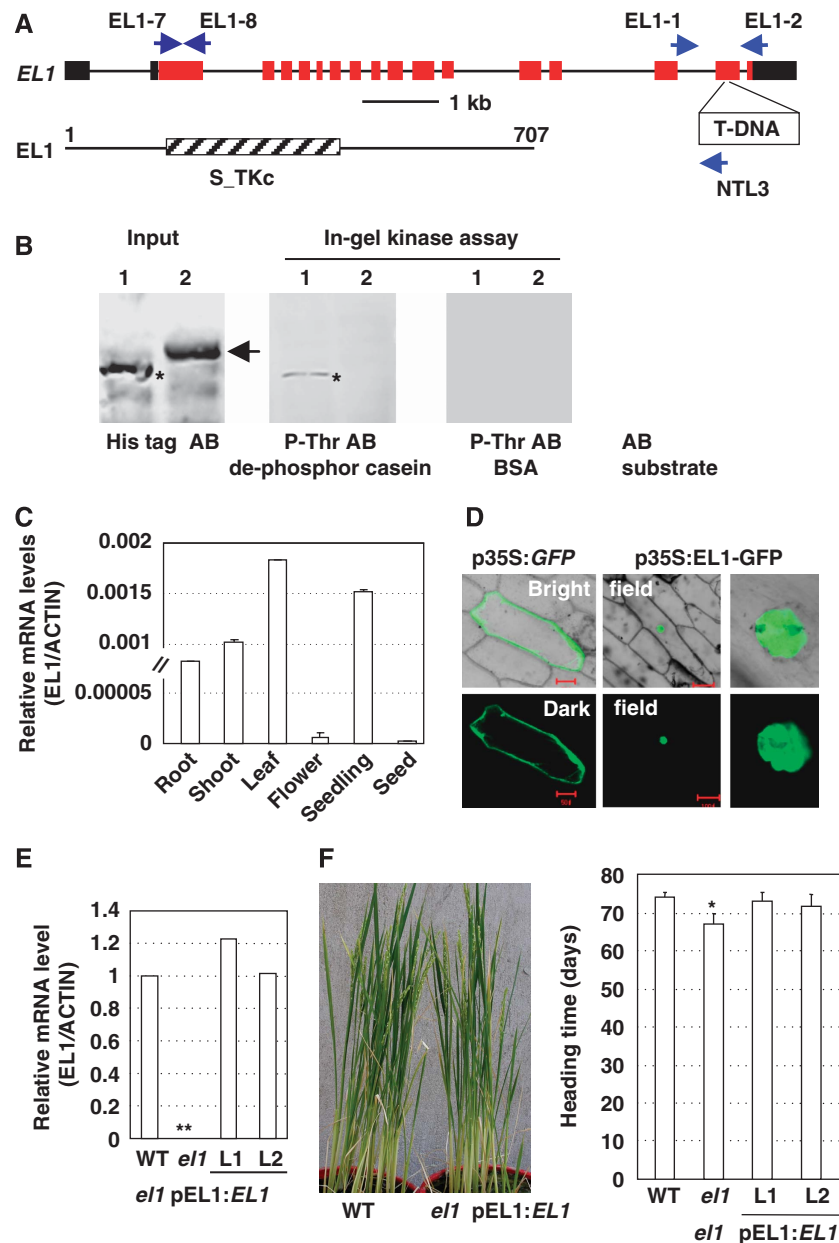 A
EL1-7 EL1-8 EL1-1 EL1-2
EL1
1 kb
1 707
T-DNA
EL1
S_TKc
NTL3
B
Input In-gel kinase assay
1 2 1 2 1 2
*
*
His tag AB P-Thr AB P-Thr AB AB
de-phosphor casein BSA substrate
C
Relative mRNA levels
(EL1/ACTIN)
0.002
0.0015
0.001
0.00005
0
Root Shoot Leaf Flower Seedling Seed
D
p35S:GFP p35S:EL1-GFP
Bright field
Dark field
E
Relative mRNA level
(EL1/ACTIN)
1.4
1.2
1
0.8
0.6
0.4
0.2
0
**
WT el1 L1 L2
el1 pEL1:EL1
F
WT el1 pEL1:EL1
Heading time (days)
80
70
60
50
40
30
20
10
0
*
WT el1 L1 L2
el1 pEL1:EL1